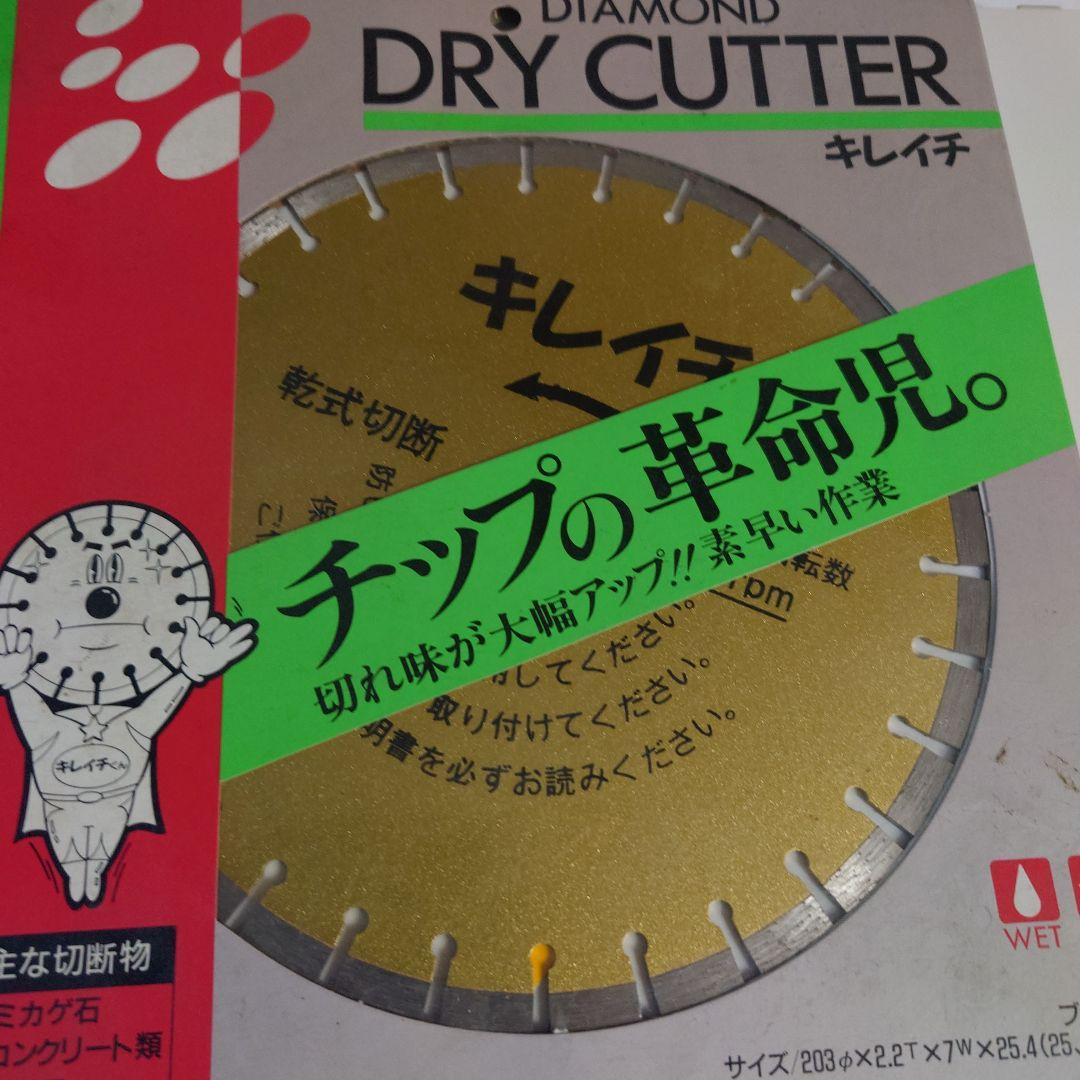 DIAMOND
DRY CUTTER
キレイチ
キレイチ
乾式切断
チップの革命児。
切れ味が大幅アップ!!素早い作業
転数
rpm
してください。
取り付けてください。
明書を必ずお読みください。
キレイチくん
主な切断物
ミカゲ石
コンクリート類
WET
サイズ/203φ×2.2T×7W×25.4(25.